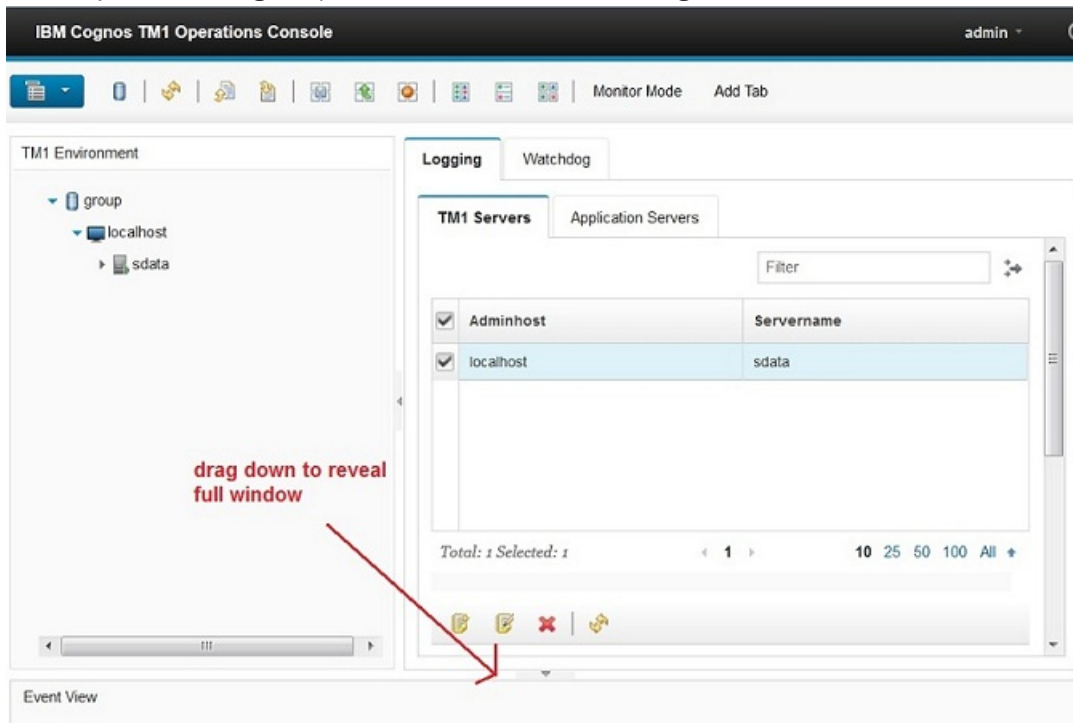 IBM Cognos TM1 Operations Console
admin
Monitor Mode
Add Tab
TM1 Environment
group
localhost
sdata
Logging
Watchdog
TM1 Servers
Application Servers
Filter
Adminhost
Servername
localhost
sdata
drag down to reveal
full window
Total: 1 Selected: 1
1
10 25 50 100 All
Event View